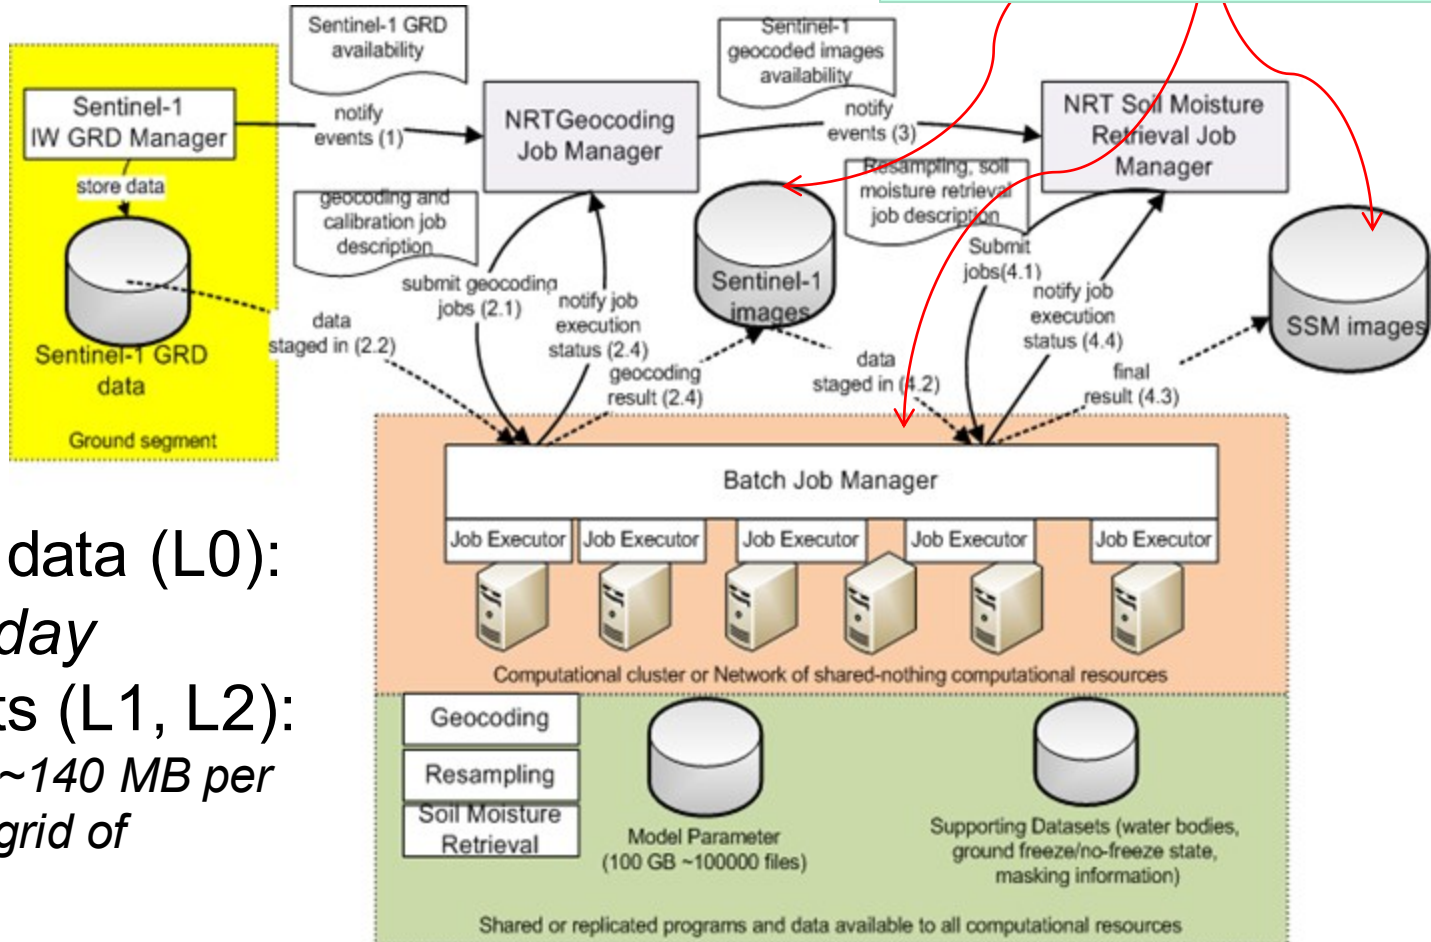 Sentinel-1 GRD
availability
Sentinel-1
geocoded images
availability
Sentinel-1
IW GRD Manager
notify
events (1)
NRTGeocoding
Job Manager
notify
events (3)
NRT Soil Moisture
Retrieval Job
Manager
store data
geocoding and
calibration job
description
Resampling, soil
moisture retrieval
job description
submit geocoding
jobs (2.1)
notify job
execution
status (2.4)
Sentinel-1
images
Submit
jobs(4.1)
notify job
execution
status (4.4)
SSM images
data
staged in (2.2)
Sentinel-1 GRD
data
geocoding
result (2.4)
data
staged in (4.2)
final
result (4.3)
Ground segment
Batch Job Manager
Job Executor
Job Executor
Job Executor
Job Executor
Job Executor
Computational cluster or Network of shared-nothing computational resources
data (L0):
day
ts (L1, L2):
~140 MB per
grid of
Geocoding
Resampling
Soil Moisture
Retrieval
Model Parameter
(100 GB ~100000 files)
Supporting Datasets (water bodies,
ground freeze/no-freeze state,
masking information)
Shared or replicated programs and data available to all computational resources